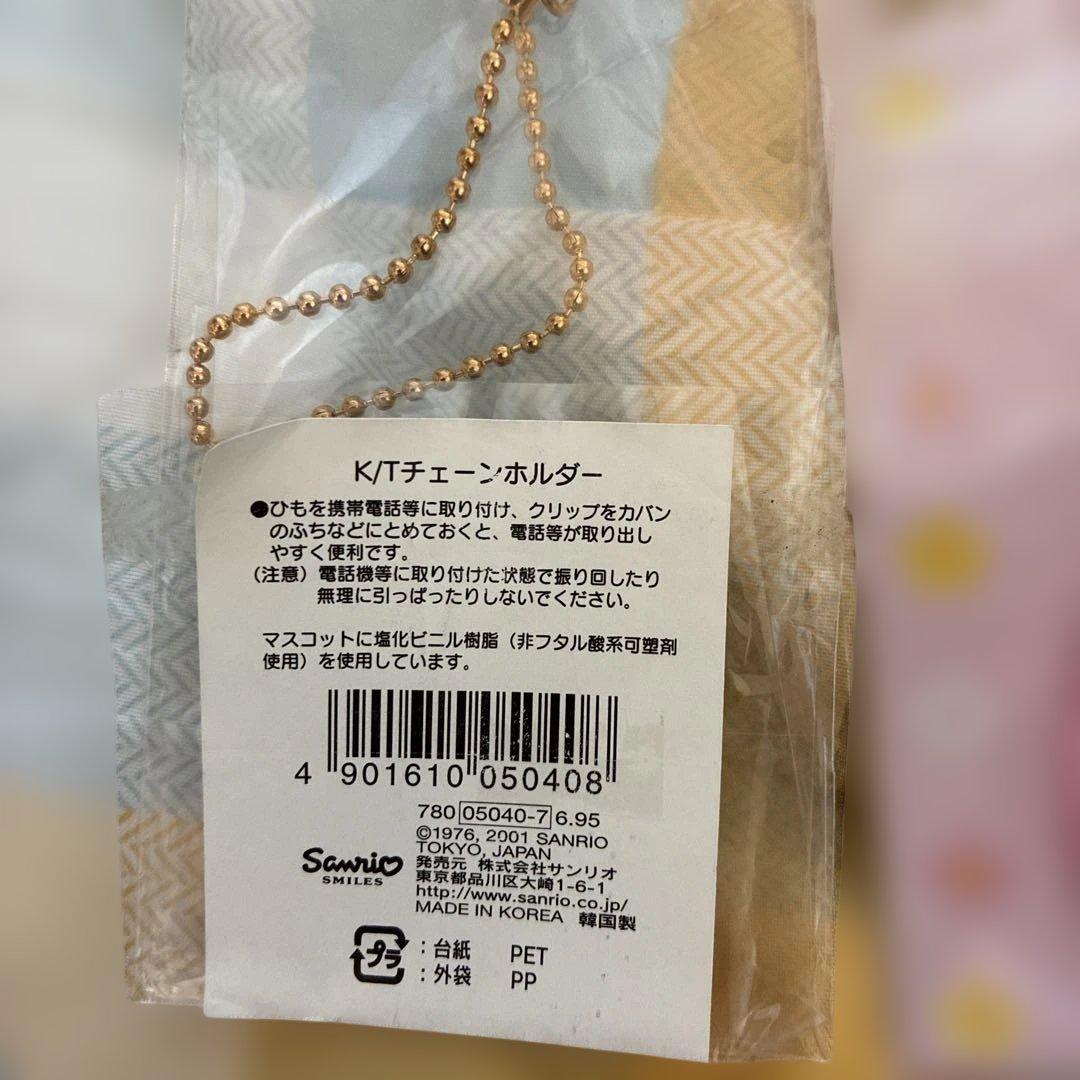 K/Tチェーンホルダー
●ひもを携帯電話等に取り付け、クリップをカバン
のふちなどにとめておくと、電話等が取り出し
やすく便利です。
(注意) 電話機等に取り付けた状態で振り回したり
無理に引っぱったりしないでください。
マスコットに塩化ビニル樹脂(非フタル酸系可塑剤
使用)を使用しています。
4 901610 050408
780 05040-7 6.95
©1976, 2001 SANRIO
TOKYO, JAPAN
Sanrio
SMILES
発売元 株式会社サンリオ
東京都品川区大崎1-6-1
http://www.sanrio.co.jp/
MADE IN KOREA 韓国製
プラ
:台紙 PET
:外袋 PP